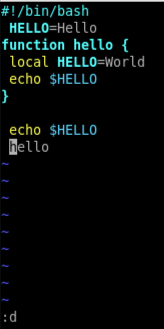 #!/bin/bash
HELLO=Hello
function hello {
local HELLO=World
echo $HELLO
}
echo $HELLO
hello
~
~
~
~
~
~
~
~
~
:d